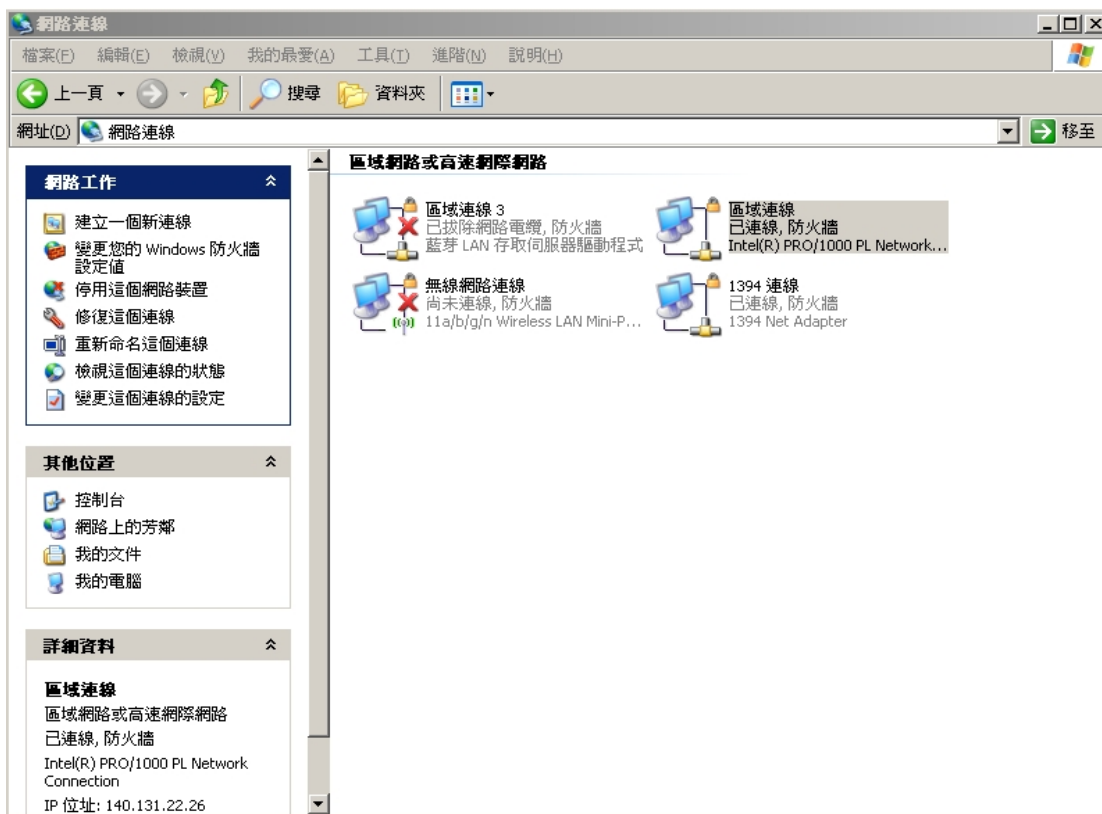 網路連線
檔案(F) 編輯(E) 檢視(V) 我的最愛(A) 工具(T) 進階(N) 說明(H)
上一頁 搜尋 資料夾
網址(D) 網路連線 移至
網路工作
建立一個新連線
變更您的 Windows 防火牆
設定值
停用這個網路裝置
修復這個連線
重新命名這個連線
檢視這個連線的狀態
變更這個連線的設定
其他位置
控制台
網路上的芳鄰
我的文件
我的電腦
詳細資料
區域連線
區域網路或高速網際網路
已連線, 防火牆
Intel(R) PRO/1000 PL Network
Connection
IP 位址: 140.131.22.26
區域網路或高速網際網路
區域連線 3
已拔除網路電纜, 防火牆
藍芽 LAN 存取伺服器驅動程式
區域連線
已連線, 防火牆
Intel(R) PRO/1000 PL Network...
無線網路連線
尚未連線, 防火牆
11a/b/g/n Wireless LAN Mini-P...
1394 連線
已連線, 防火牆
1394 Net Adapter